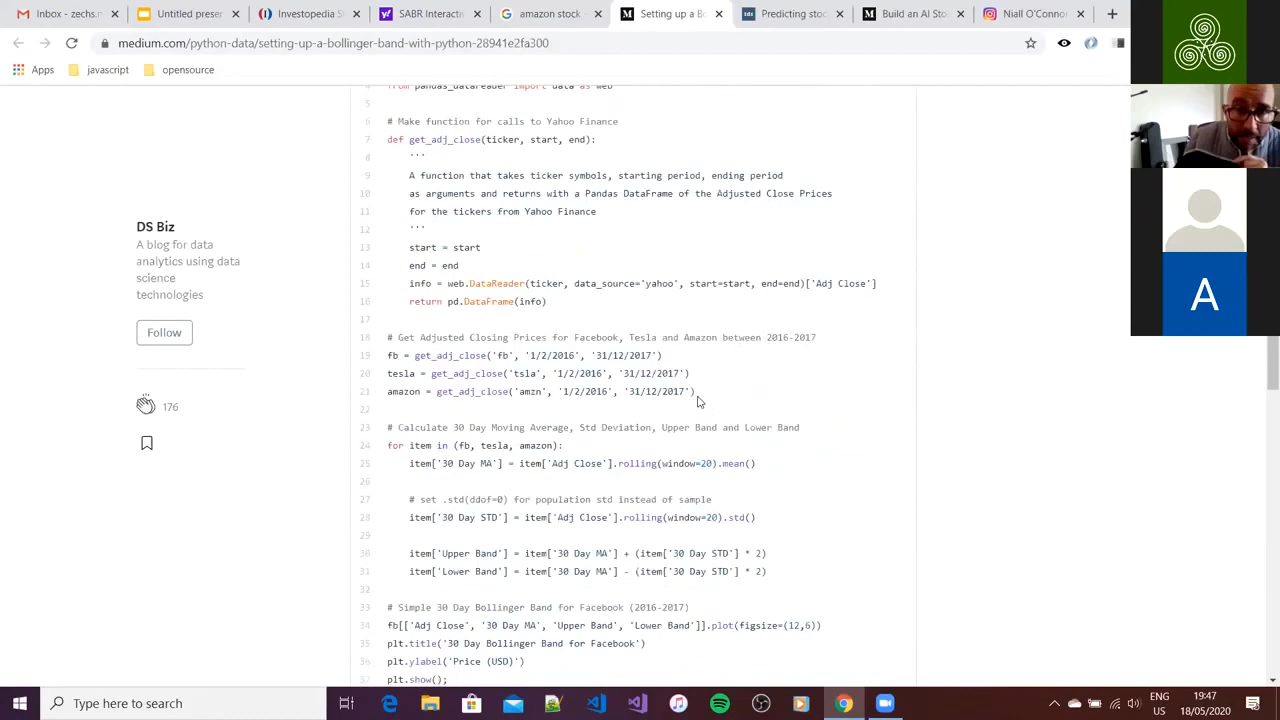 zech.s.n
Untitled preser
Investopedia S
SABR Interacti
amazon stock
Setting up a Bo
tds
Predicting stoc
Build an AI Stoc
Niall O'Connor
medium.com/python-data/setting-up-a-bollinger-band-with-python-28941e2fa300
Apps
javascript
opensource
DS Biz
A blog for data
analytics using data
science
technologies
Follow
176
from pandas_datareader import data as web
5
6 # Make function for calls to Yahoo Finance
7 def get_adj_close(ticker, start, end):
8 '''
9 A function that takes ticker symbols, starting period, ending period
10 as arguments and returns with a Pandas DataFrame of the Adjusted Close Prices
11 for the tickers from Yahoo Finance
12 '''
13 start = start
14 end = end
15 info = web.DataReader(ticker, data_source='yahoo', start=start, end=end)['Adj Close']
16 return pd.DataFrame(info)
17
18 # Get Adjusted Closing Prices for Facebook, Tesla and Amazon between 2016-2017
19 fb = get_adj_close('fb', '1/2/2016', '31/12/2017')
20 tesla = get_adj_close('tsla', '1/2/2016', '31/12/2017')
21 amazon = get_adj_close('amzn', '1/2/2016', '31/12/2017')
22
23 # Calculate 30 Day Moving Average, Std Deviation, Upper Band and Lower Band
24 for item in (fb, tesla, amazon):
25 item['30 Day MA'] = item['Adj Close'].rolling(window=20).mean()
26
27 # set .std(ddof=0) for population std instead of sample
28 item['30 Day STD'] = item['Adj Close'].rolling(window=20).std()
29
30 item['Upper Band'] = item['30 Day MA'] + (item['30 Day STD'] * 2)
31 item['Lower Band'] = item['30 Day MA'] - (item['30 Day STD'] * 2)
32
33 # Simple 30 Day Bollinger Band for Facebook (2016-2017)
34 fb[['Adj Close', '30 Day MA', 'Upper Band', 'Lower Band']].plot(figsize=(12,6))
35 plt.title('30 Day Bollinger Band for Facebook')
36 plt.ylabel('Price (USD)')
37 plt.show();
A
Type here to search
ENG
US
19:47
18/05/2020